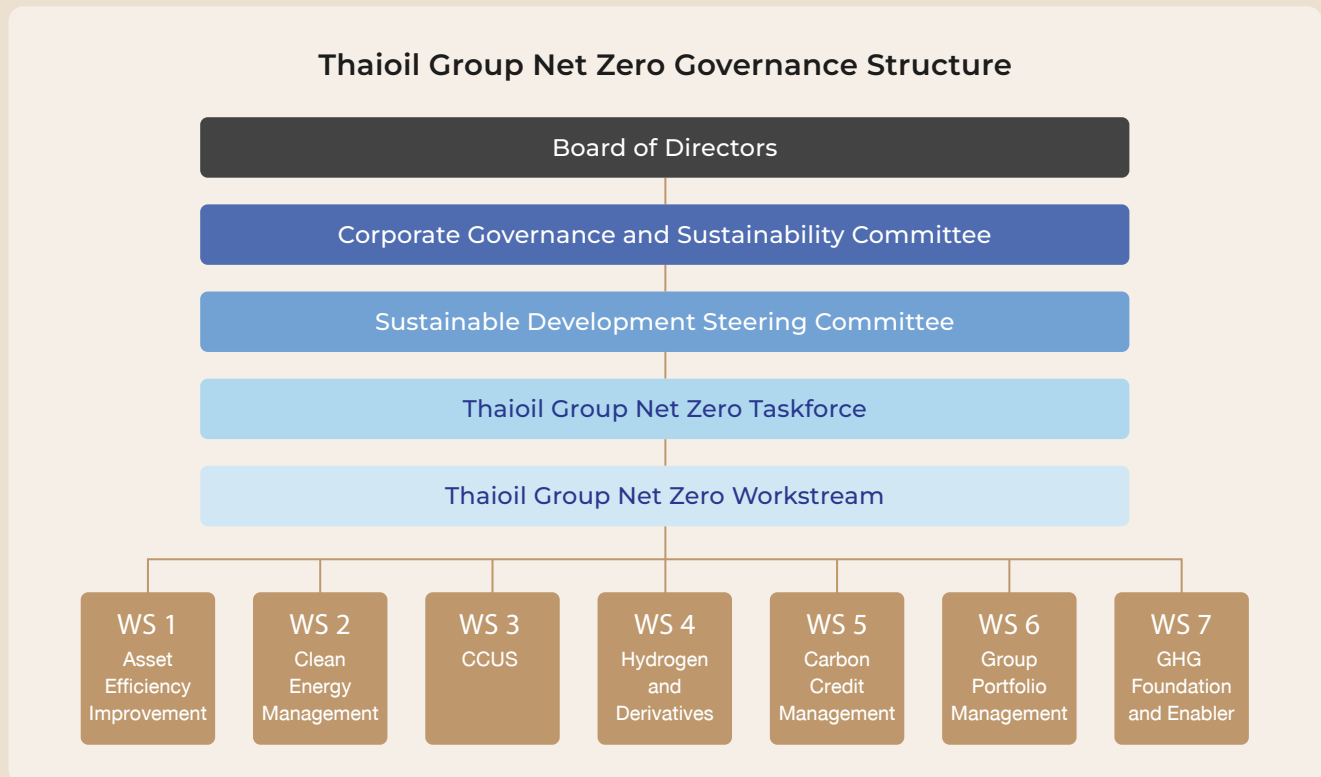 Thaioil Group Net Zero Governance Structure
Board of Directors
Corporate Governance and Sustainability Committee
Sustainable Development Steering Committee
Thaioil Group Net Zero Taskforce
Thaioil Group Net Zero Workstream
WS 1
Asset
Efficiency
Improvement
WS 2
Clean
Energy
Management
WS 3
CCUS
WS 4
Hydrogen
and
Derivatives
WS 5
Carbon
Credit
Management
WS 6
Group
Portfolio
Management
WS 7
GHG
Foundation
and Enabler